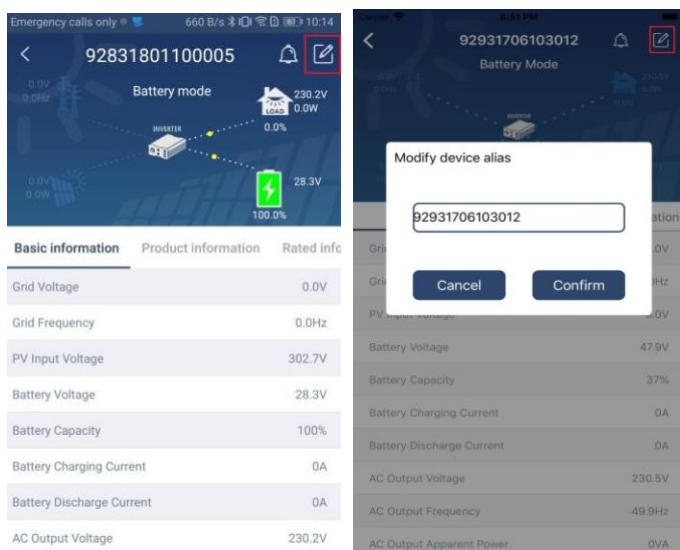 Emergency calls only
660 B/s
10:14
92831801100005
Battery mode
0.0V
0.0Hz
LOAD
230.2V
0.0W
0.0%
INVERTER
0.0V
0.0W
28.3V
100.0%
Basic information
Product information
Rated info
Grid Voltage 0.0V
Grid Frequency 0.0Hz
PV Input Voltage 302.7V
Battery Voltage 28.3V
Battery Capacity 100%
Battery Charging Current 0A
Battery Discharge Current 0A
AC Output Voltage 230.2V
Carrier
8:51 PM
92931706103012
Battery Mode
Modify device alias
92931706103012
Cancel
Confirm
Battery Voltage 47.9V
Battery Capacity 37%
Battery Charging Current 0A
Battery Discharge Current 0A
AC Output Voltage 230.5V
AC Output Frequency 49.9Hz
AC Output Apparent Power 0VA